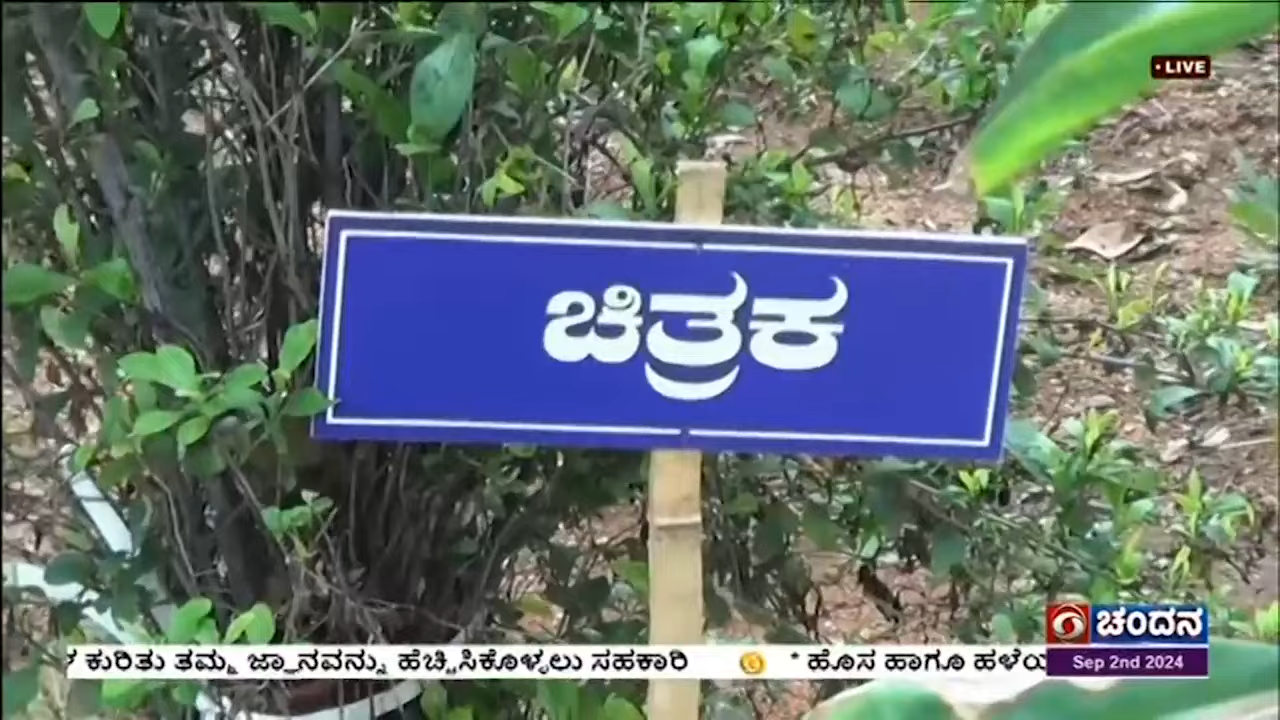 • LIVE
ಚಿತ್ರಕ
ಚಂದನ
ಕುರಿತು ತಮ್ಮ ಜ್ಞಾನವನ್ನು ಹೆಚ್ಚಿಸಿಕೊಳ್ಳಲು ಸಹಕಾರಿ * ಹೊಸ ಹಾಗೂ ಹಳೆಯ
Sep 2nd 2024